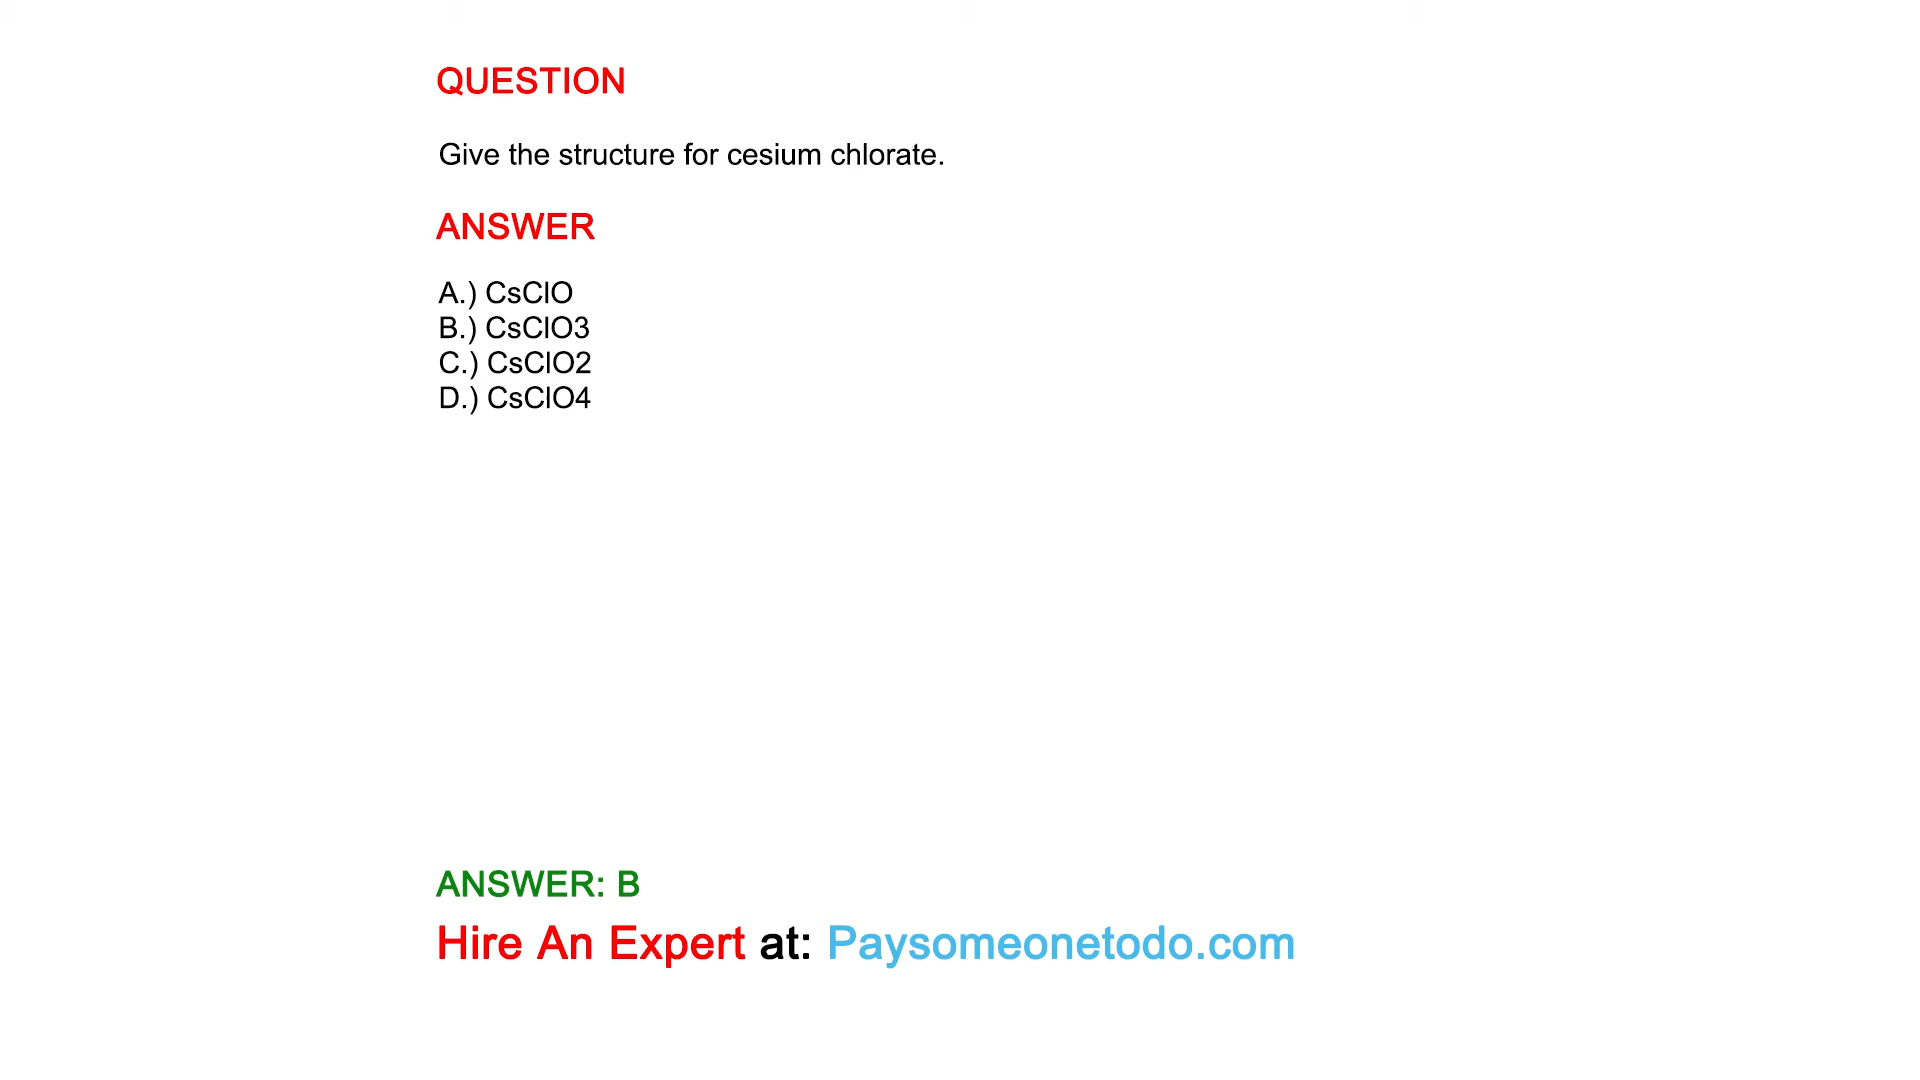 QUESTION
Give the structure for cesium chlorate.
ANSWER
A.) CsClO
B.) CsClO3
C.) CsClO2
D.) CsClO4
ANSWER: B
Hire An Expert at: Paysomeonetodo.com